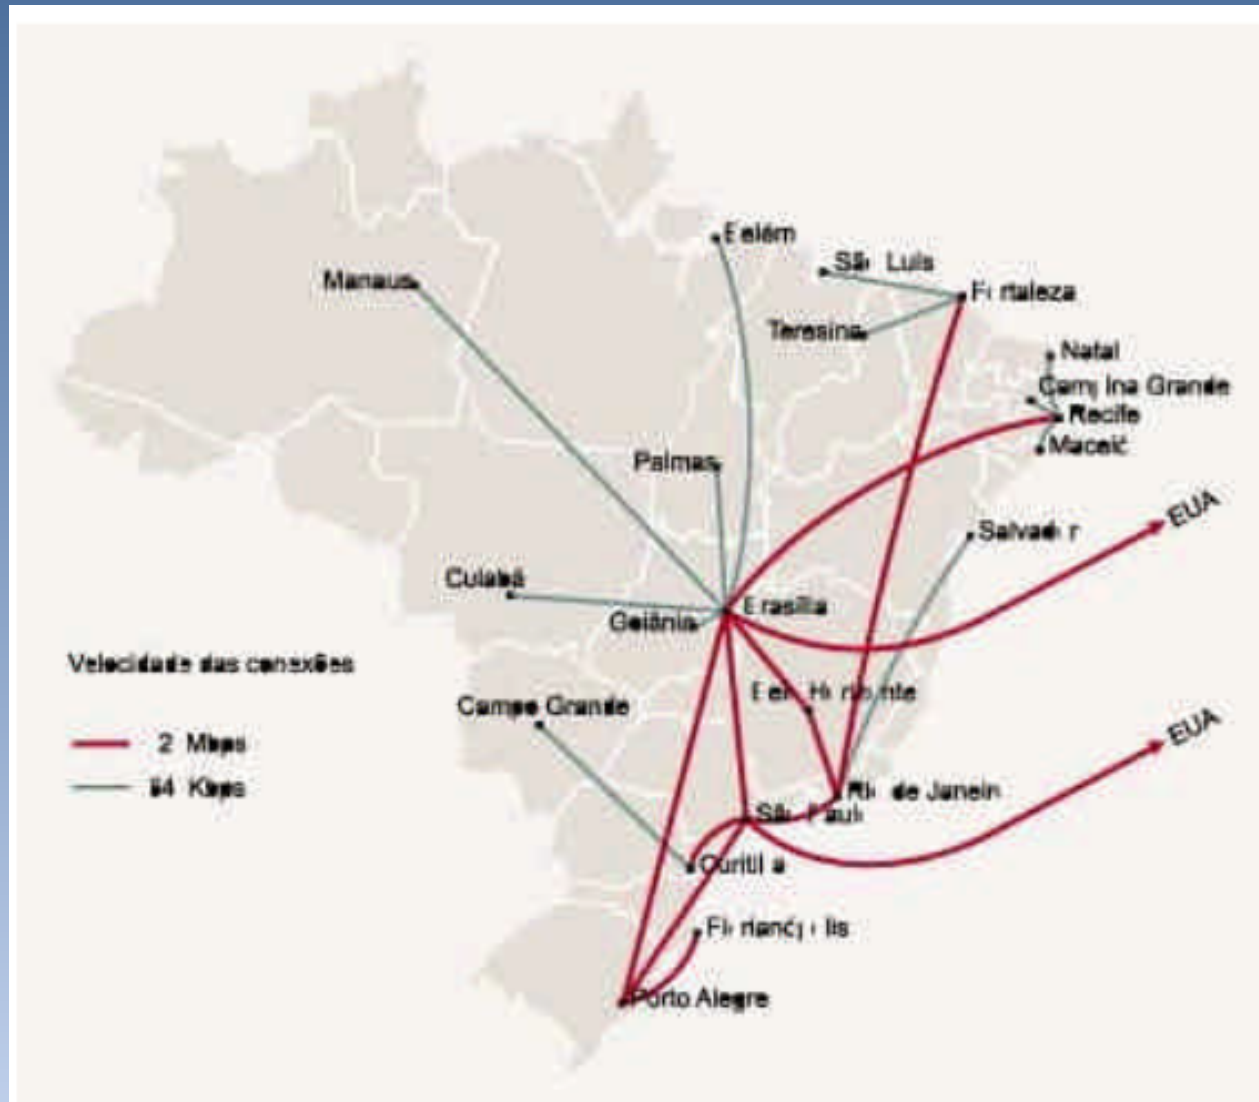 Belém
São Luis
Manaus
Fortaleza
Teresina
Natal
Campina Grande
Recife
Palmas
Maceió
EUA
Salvador
Cuiabá
Brasília
Goiânia
Velocidade das conexões
Belo Horizonte
Campo Grande
EUA
2 Mbps
64 Kbps
Rio de Janeiro
São Paulo
Curitiba
Florianópolis
Porto Alegre